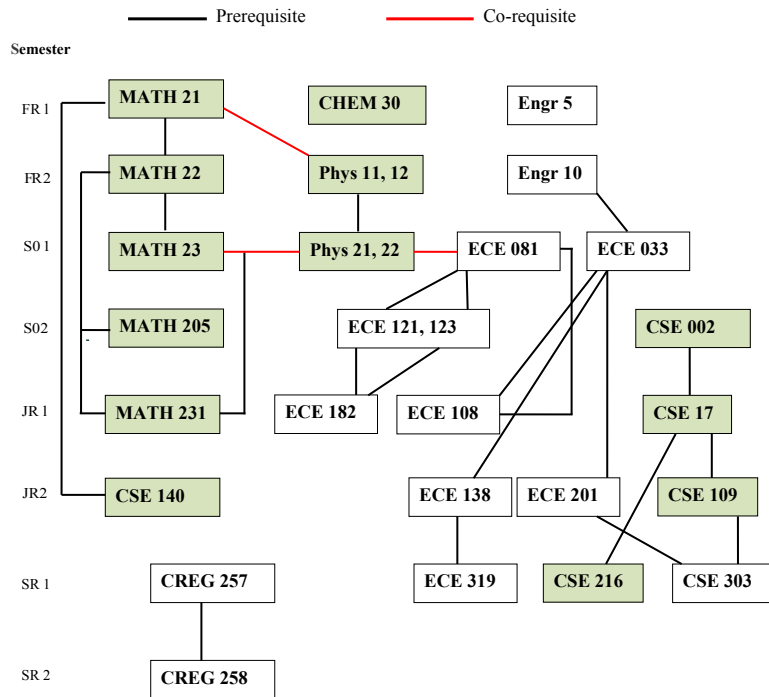 Prerequisite Co-requisite
Semester
FR 1 MATH 21 CHEM 30 Engr 5
FR2 MATH 22 Phys 11, 12 Engr 10
S0 1 MATH 23 Phys 21, 22 ECE 081 ECE 033
S02 MATH 205 ECE 121, 123 CSE 002
JR 1 MATH 231 ECE 182 ECE 108 CSE 17
JR2 CSE 140 ECE 138 ECE 201 CSE 109
SR 1 CREG 257 ECE 319 CSE 216 CSE 303
SR 2 CREG 258